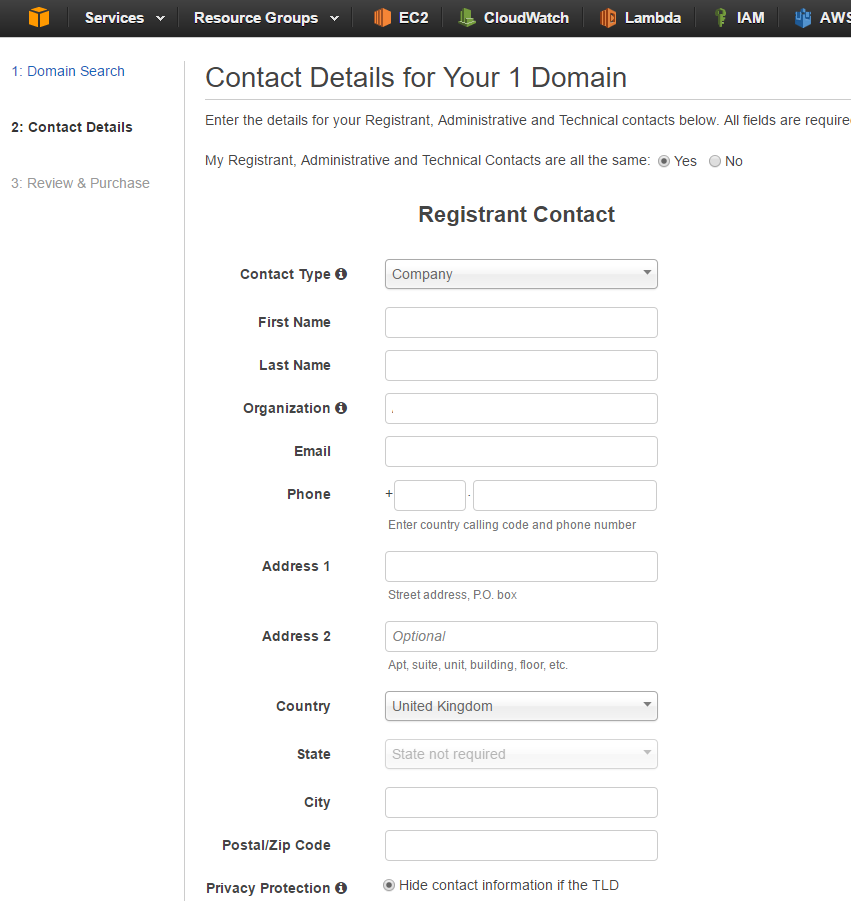 Services Resource Groups EC2 CloudWatch Lambda IAM AWS
1: Domain Search
2: Contact Details
3: Review & Purchase
Contact Details for Your 1 Domain
Enter the details for your Registrant, Administrative and Technical contacts below. All fields are require
My Registrant, Administrative and Technical Contacts are all the same: Yes No
Registrant Contact
Contact Type Company
First Name
Last Name
Organization ,
Email
Phone + .
Enter country calling code and phone number
Address 1
Street address, P.O. box
Address 2 Optional
Apt, suite, unit, building, floor, etc.
Country United Kingdom
State State not required
City
Postal/Zip Code
Privacy Protection Hide contact information if the TLD